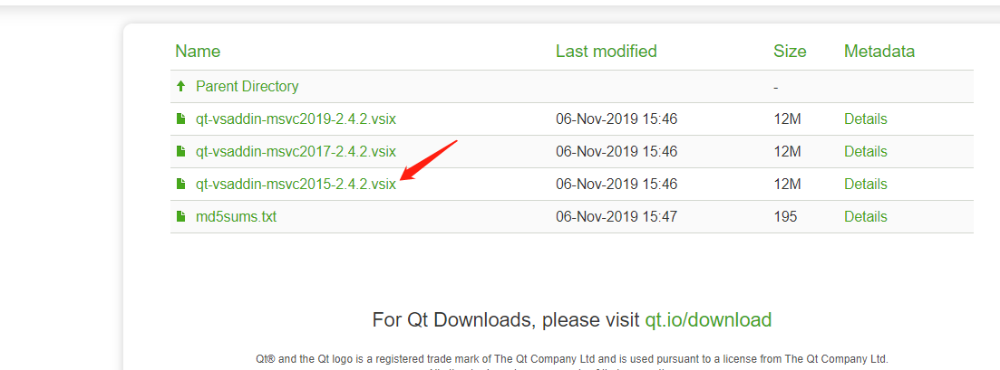 Name Last modified Size Metadata
Parent Directory -
qt-vsaddin-msvc2019-2.4.2.vsix 06-Nov-2019 15:46 12M Details
qt-vsaddin-msvc2017-2.4.2.vsix 06-Nov-2019 15:46 12M Details
qt-vsaddin-msvc2015-2.4.2.vsix 06-Nov-2019 15:46 12M Details
md5sums.txt 06-Nov-2019 15:47 195 Details
For Qt Downloads, please visit qt.io/download
Qt® and the Qt logo is a registered trade mark of The Qt Company Ltd and is used pursuant to a license from The Qt Company Ltd.